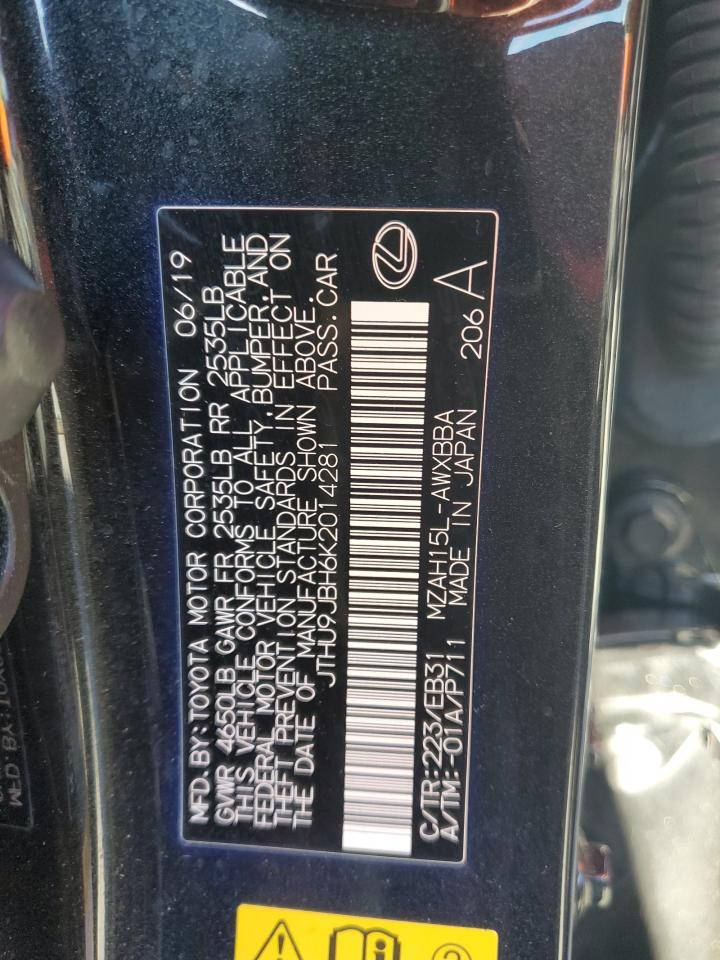 MFD.BY:TOYOTA MOTOR CORPORATION 06/19
GVWR 4650LB GAWR FR 2535LB RR 2535LB
THIS VEHICLE CONFORMS TO ALL APPLICABLE
FEDERAL MOTOR VEHICLE SAFETY,BUMPER,AND
THEFT PREVENTION STANDARDS IN EFFECT ON
THE DATE OF MANUFACTURE SHOWN ABOVE.
JTHU9JBH6K2014281 PASS.CAR
C/TR:223/EB31 MZAH15L-AWXBBA
A/TM:-01A/P711 MADE IN JAPAN 206 A